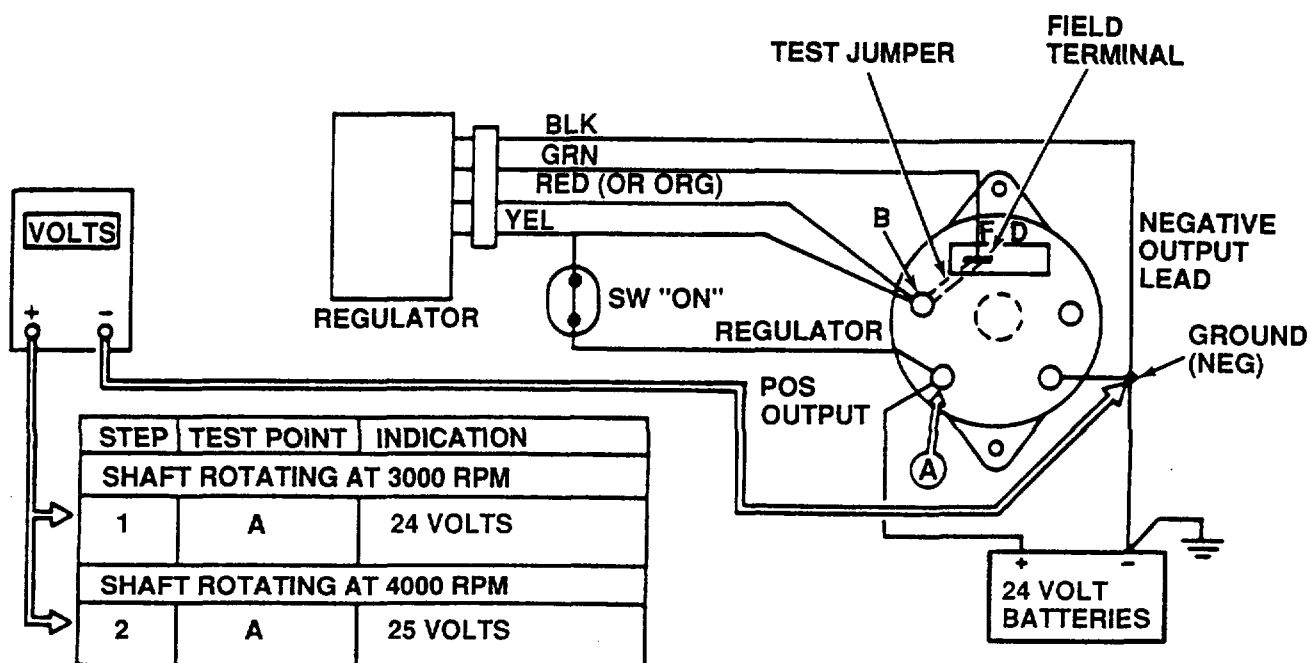 FIELD
TERMINAL
TEST JUMPER
BLK
GRN
RED (OR ORG)
YEL
B
F D
NEGATIVE
OUTPUT
LEAD
VOLTS
+ -
REGULATOR
SW "ON"
REGULATOR
GROUND
(NEG)
POS
OUTPUT
A
STEP TEST POINT INDICATION
SHAFT ROTATING AT 3000 RPM
1 A 24 VOLTS
SHAFT ROTATING AT 4000 RPM
2 A 25 VOLTS
+ -
24 VOLT
BATTERIES